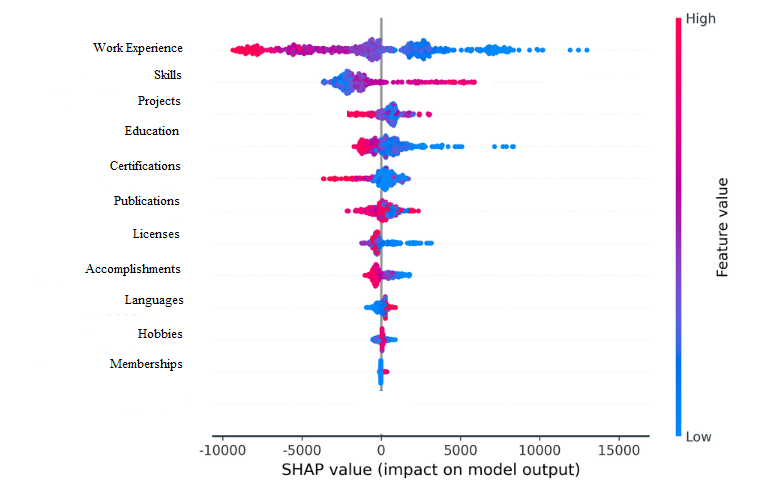 High
Work Experience
Skills
Projects
Education
Certifications
Publications
Licenses
Accomplishments
Languages
Hobbies
Memberships
Feature value
Low
-10000 -5000 0 5000 10000 15000
SHAP value (impact on model output)